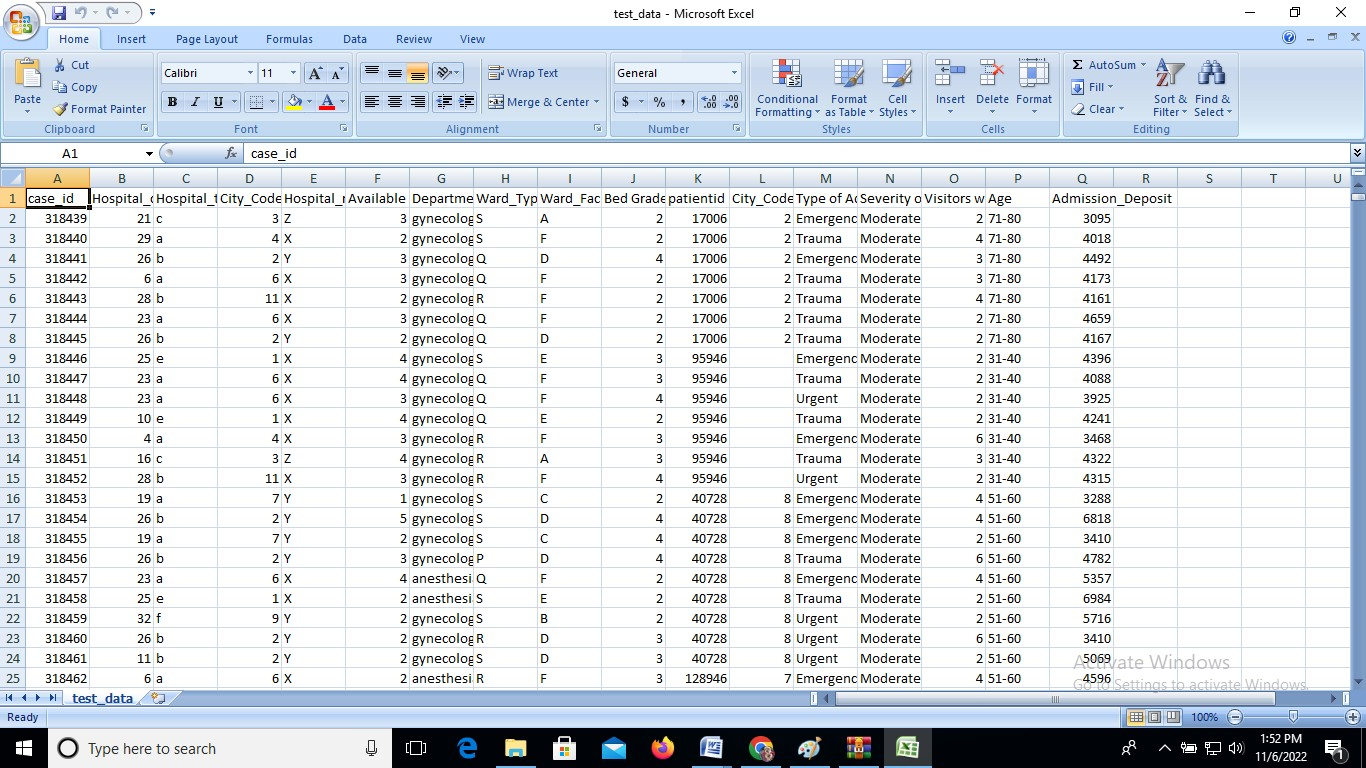 test_data - Microsoft Excel
Home Insert Page Layout Formulas Data Review View
Cut Calibri 11 A A Wrap Text General AutoSum
Copy Fill
Paste Format Painter B I U A Merge & Center $ % , .0 .00 .00 .0 Conditional Formatting Format as Table Cell Styles Insert Delete Format Clear Sort & Filter Find & Select
Clipboard Font Alignment Number Styles Cells Editing
A1 fx case_id
A B C D E F G H I J K L M N O P Q R S T U
1 case_id Hospital_c Hospital_t City_Code Hospital_r Available Departme Ward_Typ Ward_Fac Bed Grade patientid City_Code Type of Ac Severity o Visitors w Age Admission_Deposit
2 318439 21 c 3 Z 3 gynecolog S A 2 17006 2 Emergenc Moderate 2 71-80 3095
3 318440 29 a 4 X 2 gynecolog S F 2 17006 2 Trauma Moderate 4 71-80 4018
4 318441 26 b 2 Y 3 gynecolog Q D 4 17006 2 Emergenc Moderate 3 71-80 4492
5 318442 6 a 6 X 3 gynecolog Q F 2 17006 2 Trauma Moderate 3 71-80 4173
6 318443 28 b 11 X 2 gynecolog R F 2 17006 2 Trauma Moderate 4 71-80 4161
7 318444 23 a 6 X 3 gynecolog Q F 2 17006 2 Trauma Moderate 2 71-80 4659
8 318445 26 b 2 Y 2 gynecolog Q D 2 17006 2 Trauma Moderate 2 71-80 4167
9 318446 25 e 1 X 4 gynecolog S E 3 95946 Emergenc Moderate 2 31-40 4396
10 318447 23 a 6 X 4 gynecolog Q F 3 95946 Trauma Moderate 2 31-40 4088
11 318448 23 a 6 X 3 gynecolog Q F 4 95946 Urgent Moderate 2 31-40 3925
12 318449 10 e 1 X 4 gynecolog Q E 2 95946 Trauma Moderate 2 31-40 4241
13 318450 4 a 4 X 3 gynecolog R F 3 95946 Emergenc Moderate 6 31-40 3468
14 318451 16 c 3 Z 4 gynecolog R A 3 95946 Trauma Moderate 3 31-40 4322
15 318452 28 b 11 X 3 gynecolog R F 4 95946 Urgent Moderate 2 31-40 4315
16 318453 19 a 7 Y 1 gynecolog S C 2 40728 8 Emergenc Moderate 4 51-60 3288
17 318454 26 b 2 Y 5 gynecolog S D 4 40728 8 Emergenc Moderate 4 51-60 6818
18 318455 19 a 7 Y 2 gynecolog S C 4 40728 8 Emergenc Moderate 2 51-60 3410
19 318456 26 b 2 Y 3 gynecolog P D 4 40728 8 Trauma Moderate 6 51-60 4782
20 318457 23 a 6 X 4 anesthesi Q F 2 40728 8 Emergenc Moderate 4 51-60 5357
21 318458 25 e 1 X 2 anesthesi S E 2 40728 8 Trauma Moderate 2 51-60 6984
22 318459 32 f 9 Y 2 gynecolog S B 2 40728 8 Urgent Moderate 2 51-60 5716
23 318460 26 b 2 Y 2 gynecolog R D 3 40728 8 Urgent Moderate 6 51-60 3410
24 318461 11 b 2 Y 2 gynecolog S D 3 40728 8 Urgent Moderate 2 51-60 5069
25 318462 6 a 6 X 2 anesthesi R F 3 128946 7 Emergenc Moderate 4 51-60 4596
Activate Windows
Go to Settings to activate Windows.
test_data
Ready 100%
Type here to search
1:52 PM
11/6/2022
1